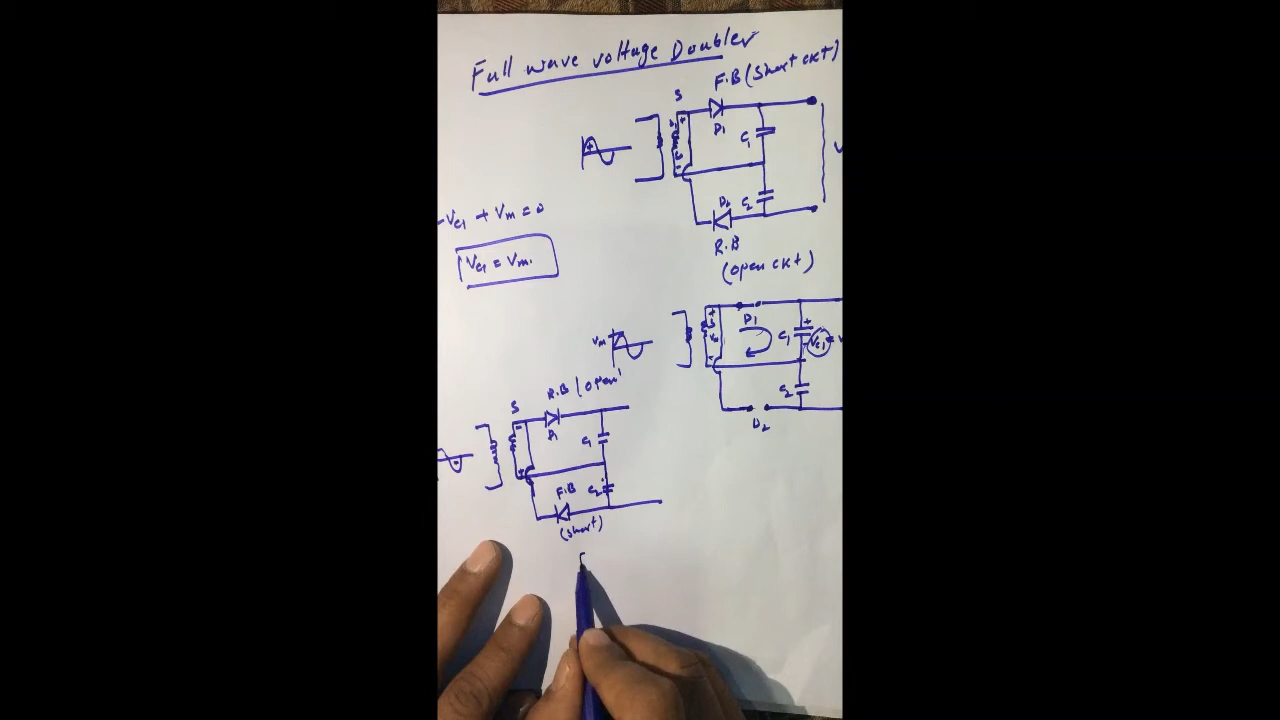 Full wave voltage Doubler
F.B (Short ckt)
S
+
D1
C1
+
V
-
D2
C2
R.B
(open ckt)
-Vc1 + Vm = 0
Vc1 = Vm.
Vm
+
Vm
-
D1
C1
+
Vc1 =
C2
D2
R.B (open
S
-
D1
C1
-
+
F.B
C2
(Short)